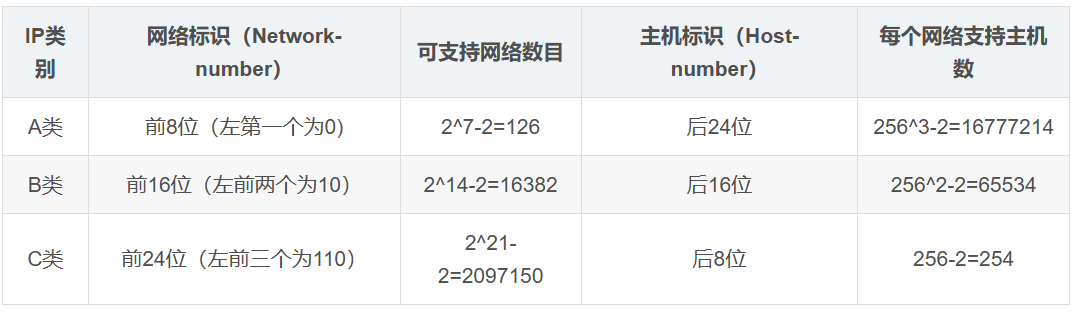 IP类
别
网络标识（Network-
number）
可支持网络数目
主机标识（Host-
number）
每个网络支持主机
数
A类
前8位（左第一个为0)
2^7-2=126
后24位
256^3-2=16777214
B类
前16位（左前两个为10）
2^14-2=16382
后16位
256^2-2=65534
C类
前24位（左前三个为110）
2^21-
2=2097150
后8位
256-2=254